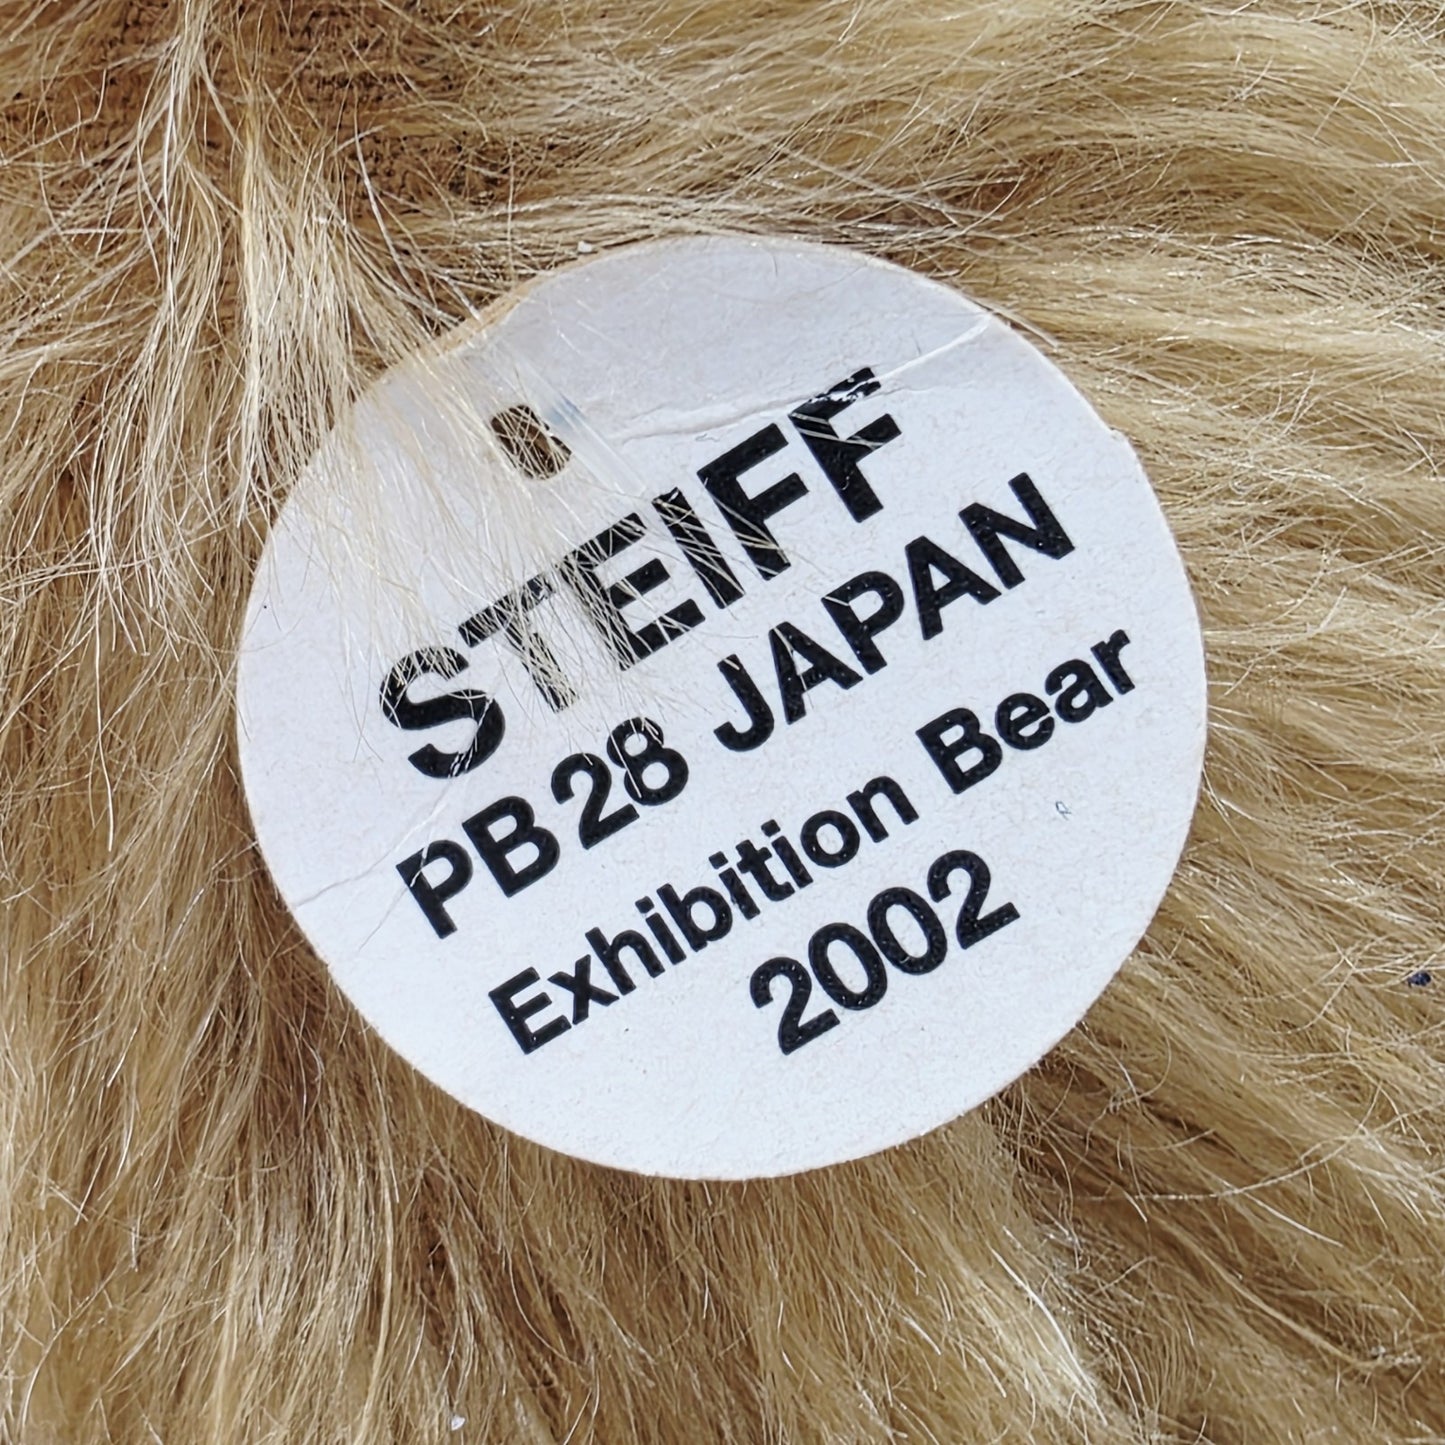 STEIFF
PB28 JAPAN
Exhibition Bear
2002